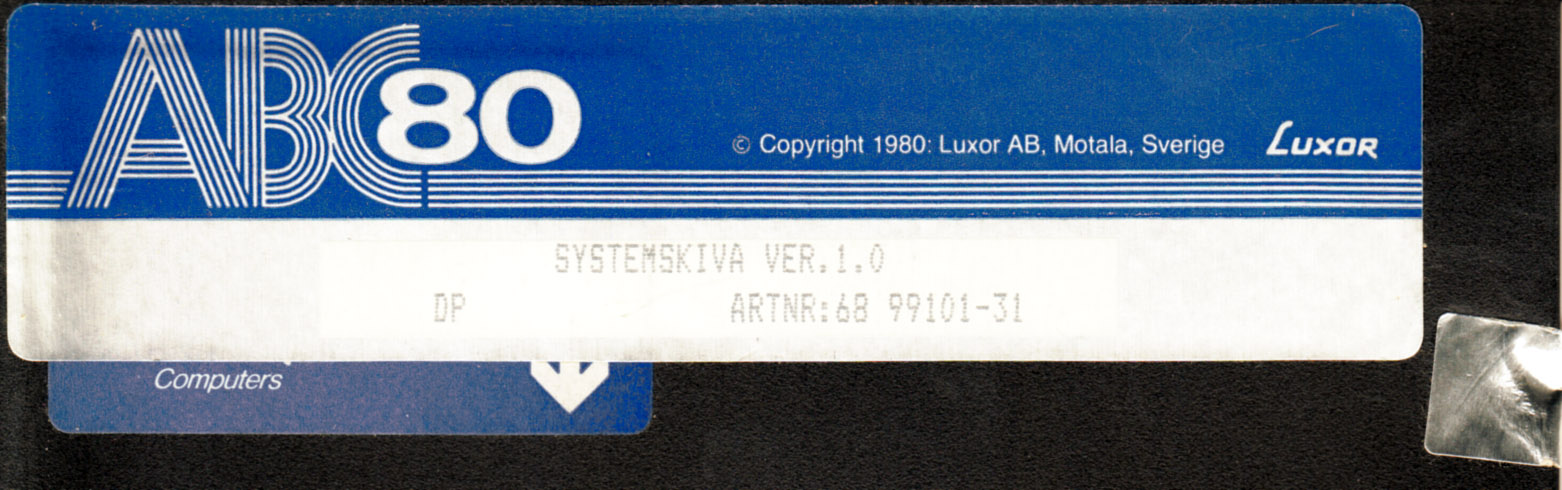 ABC80
© Copyright 1980: Luxor AB, Motala, Sverige
LUXOR
SYSTEMSKIVA VER.1.0
DP ARTNR:68 99101-31
Computers